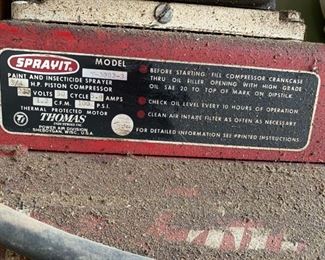 SPRAYIT.
MODEL
PAINT AND INSECTICIDE SPRAYER
H.P. PISTON COMPRESSOR
VOLTS CYCLE AMPS
C.F.M. 100 P.S.I.
THERMAL PROTECTED MOTOR
THOMAS
INDUSTRIES INC.
POWER AIR DIVISION
SHEBOYGAN, WISC. U.S.A.
BEFORE STARTING: FILL COMPRESSOR CRANKCASE
THRU OIL FILLER OPENING WITH HIGH GRADE
OIL SAE 20 TO TOP OF MARK ON DIPSTICK
CHECK OIL LEVEL EVERY 10 HOURS OF OPERATION
CLEAN AIR INTAKE FILTER AS OFTEN AS NECESSARY
FOR DETAILED INFORMATION SEE PRINTED INSTRUCTIONS